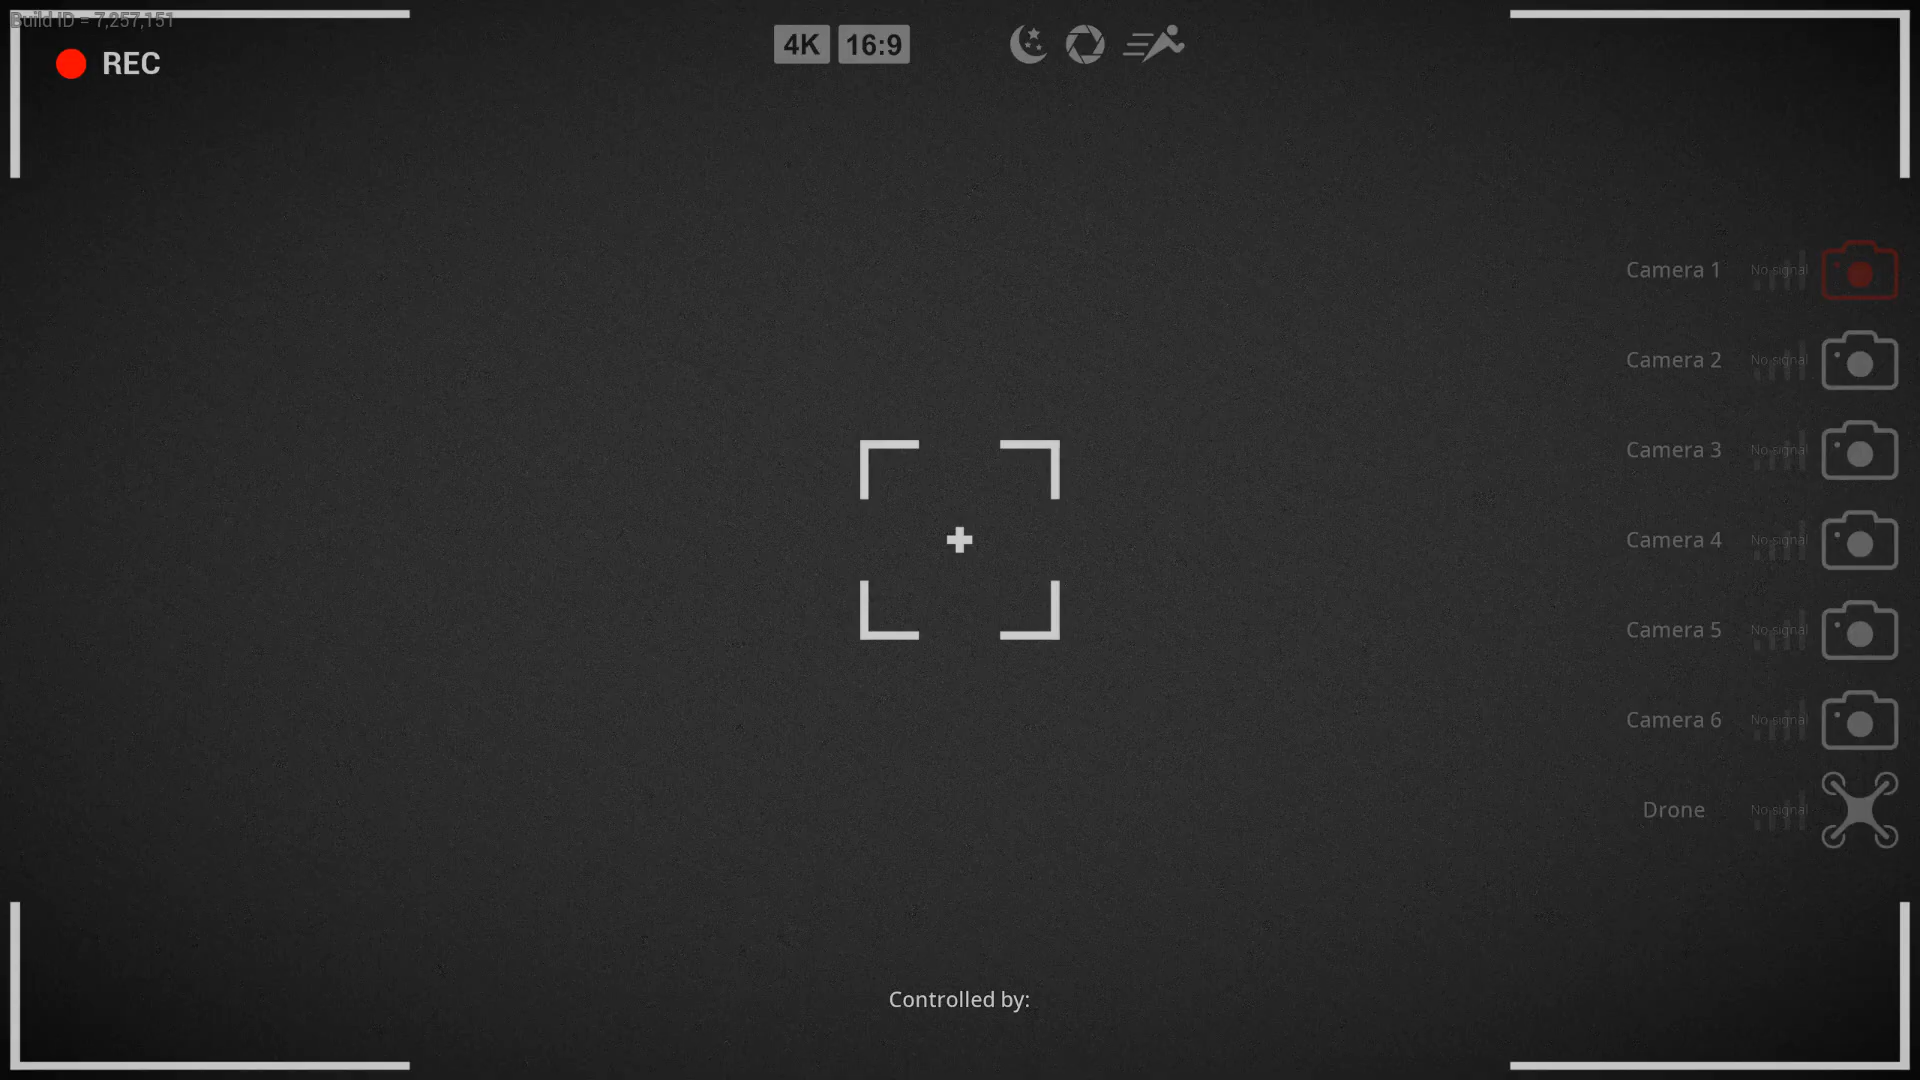 Build ID = 7,257,151
REC
4K 16:9
Camera 1 No signal
Camera 2 No signal
Camera 3 No signal
Camera 4 No signal
Camera 5 No signal
Camera 6 No signal
Drone No signal
Controlled by: